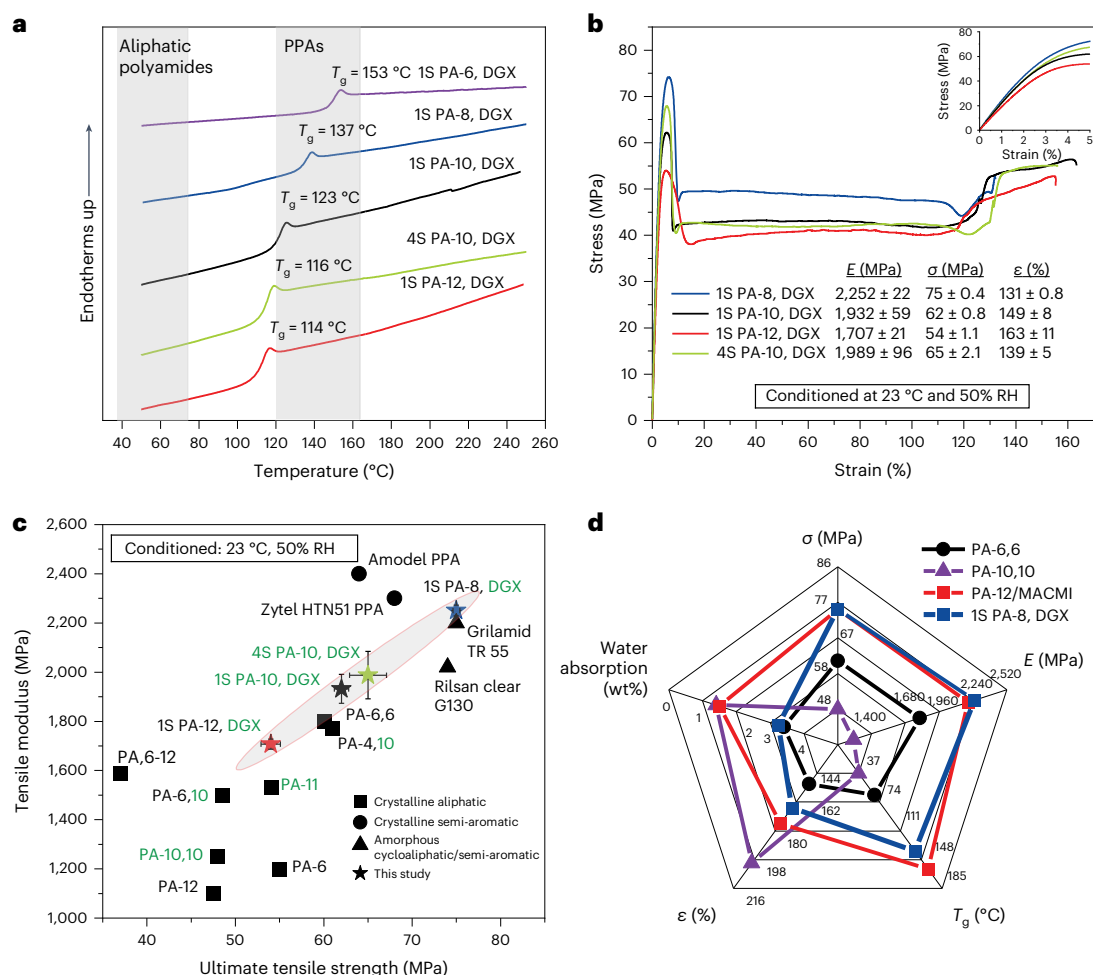 a
Aliphatic
polyamides
PPAs
Tg = 153 °C
1S PA-6, DGX
1S PA-8, DGX
Tg = 137 °C
1S PA-10, DGX
Tg = 123 °C
4S PA-10, DGX
Tg = 116 °C
1S PA-12, DGX
Tg = 114 °C
Endotherms up
40 60 80 100 120 140 160 180 200 220 240 260
Temperature (°C)
b
Stress (MPa)
80
70
60
50
40
30
20
10
0
0 20 40 60 80 100 120 140 160
Strain (%)
Stress (MPa)
80
60
40
20
0
0 1 2 3 4 5
Strain (%)
E (MPa) σ (MPa) ε (%)
1S PA-8, DGX 2,252 ± 22 75 ± 0.4 131 ± 0.8
1S PA-10, DGX 1,932 ± 59 62 ± 0.8 149 ± 8
1S PA-12, DGX 1,707 ± 21 54 ± 1.1 163 ± 11
4S PA-10, DGX 1,989 ± 96 65 ± 2.1 139 ± 5
Conditioned at 23 °C and 50% RH
c
Tensile modulus (MPa)
2,600
2,400
2,200
2,000
1,800
1,600
1,400
1,200
1,000
Conditioned: 23 °C, 50% RH
Amodel PPA
1S PA-8, DGX
Zytel HTN51 PPA
Grilamid
TR 55
4S PA-10, DGX
1S PA-10, DGX
Rilsan clear
G130
1S PA-12, DGX
PA-6,6
PA-4,10
PA,6-12
PA-6,10
PA-11
PA-10,10
PA-6
PA-12
Crystalline aliphatic
Crystalline semi-aromatic
Amorphous
cycloaliphatic/semi-aromatic
This study
40 50 60 70 80
Ultimate tensile strength (MPa)
d
σ (MPa)
86
77
67
58
48
PA-6,6
PA-10,10
PA-12/MACMI
1S PA-8, DGX
E (MPa)
2,520
2,240
1,960
1,680
1,400
Water
absorption
(wt%)
0
1
2
3
4
37
74
111
148
185
Tg (°C)
144
162
180
198
216
ε (%)